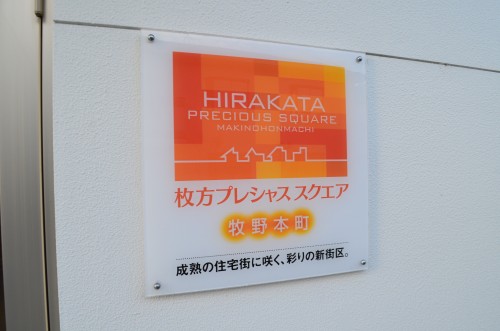 HIRAKATA
PRECIOUS SQUARE
MAKINOHONMACHI
枚方プレシャス スクエア
牧野本町
成熟の住宅街に咲く、彩りの新街区。